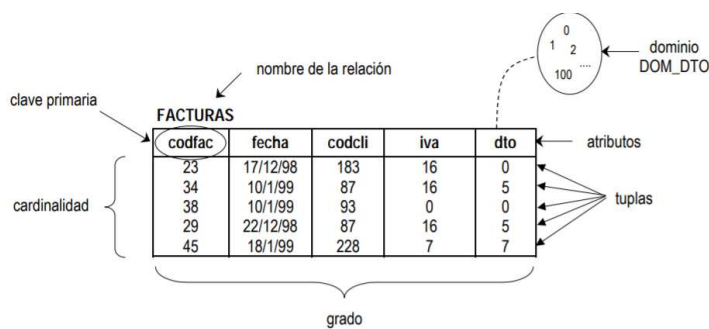 0
1 2
....
100
dominio
DOM_DTO
nombre de la relación
clave primaria
FACTURAS
codfac fecha codcli iva dto
atributos
23 17/12/98 183 16 0
34 10/1/99 87 16 5
38 10/1/99 93 0 0
29 22/12/98 87 16 5
45 18/1/99 228 7 7
cardinalidad
tuplas
grado